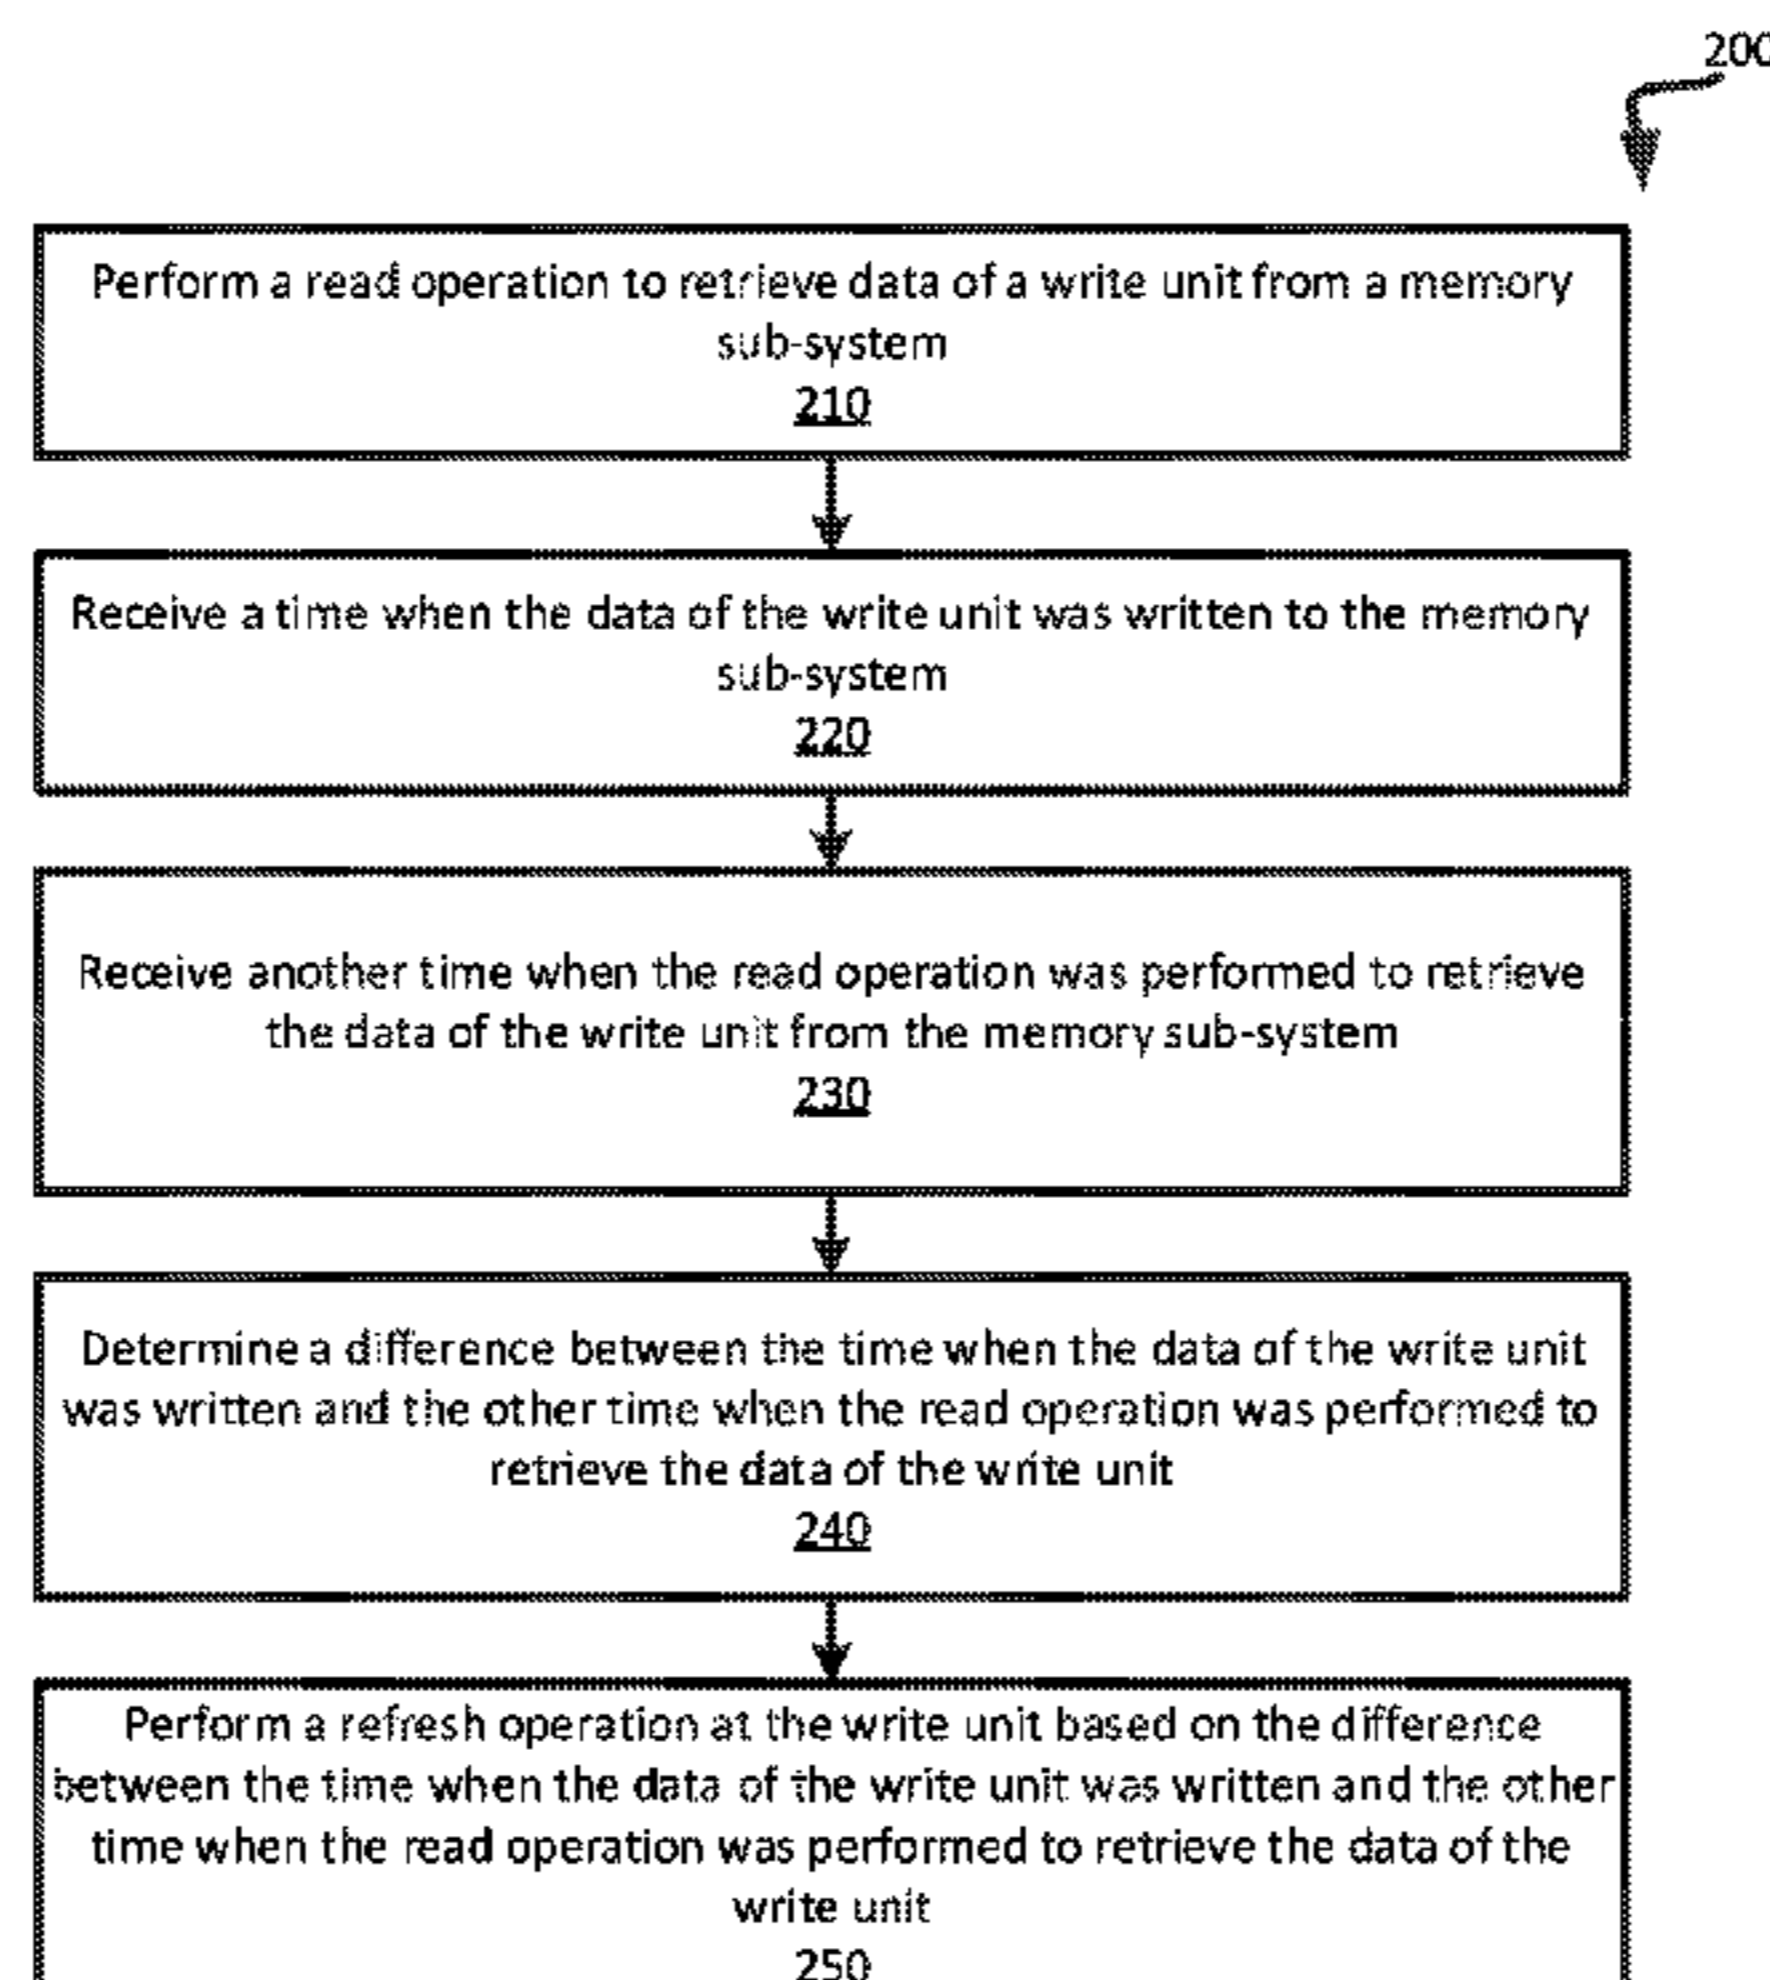 200
Perform a read operation to retrieve data of a write unit from a memory
sub-system
210
Receive a time when the data of the write unit was written to the memory
sub-system
220
Receive another time when the read operation was performed to retrieve
the data of the write unit from the memory sub-system
230
Determine a difference between the time when the data of the write unit
was written and the other time when the read operation was performed to
retrieve the data of the write unit
240
Perform a refresh operation at the write unit based on the difference
between the time when the data of the write unit was written and the other
time when the read operation was performed to retrieve the data of the
write unit
250